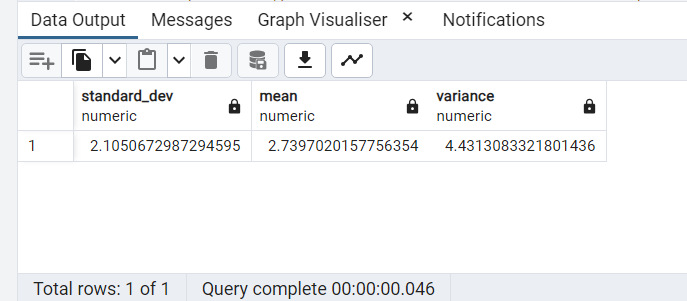 Data Output Messages Graph Visualiser × Notifications
standard_dev mean variance
numeric numeric numeric
1 2.1050672987294595 2.7397020157756354 4.4313083321801436
Total rows: 1 of 1 Query complete 00:00:00.046